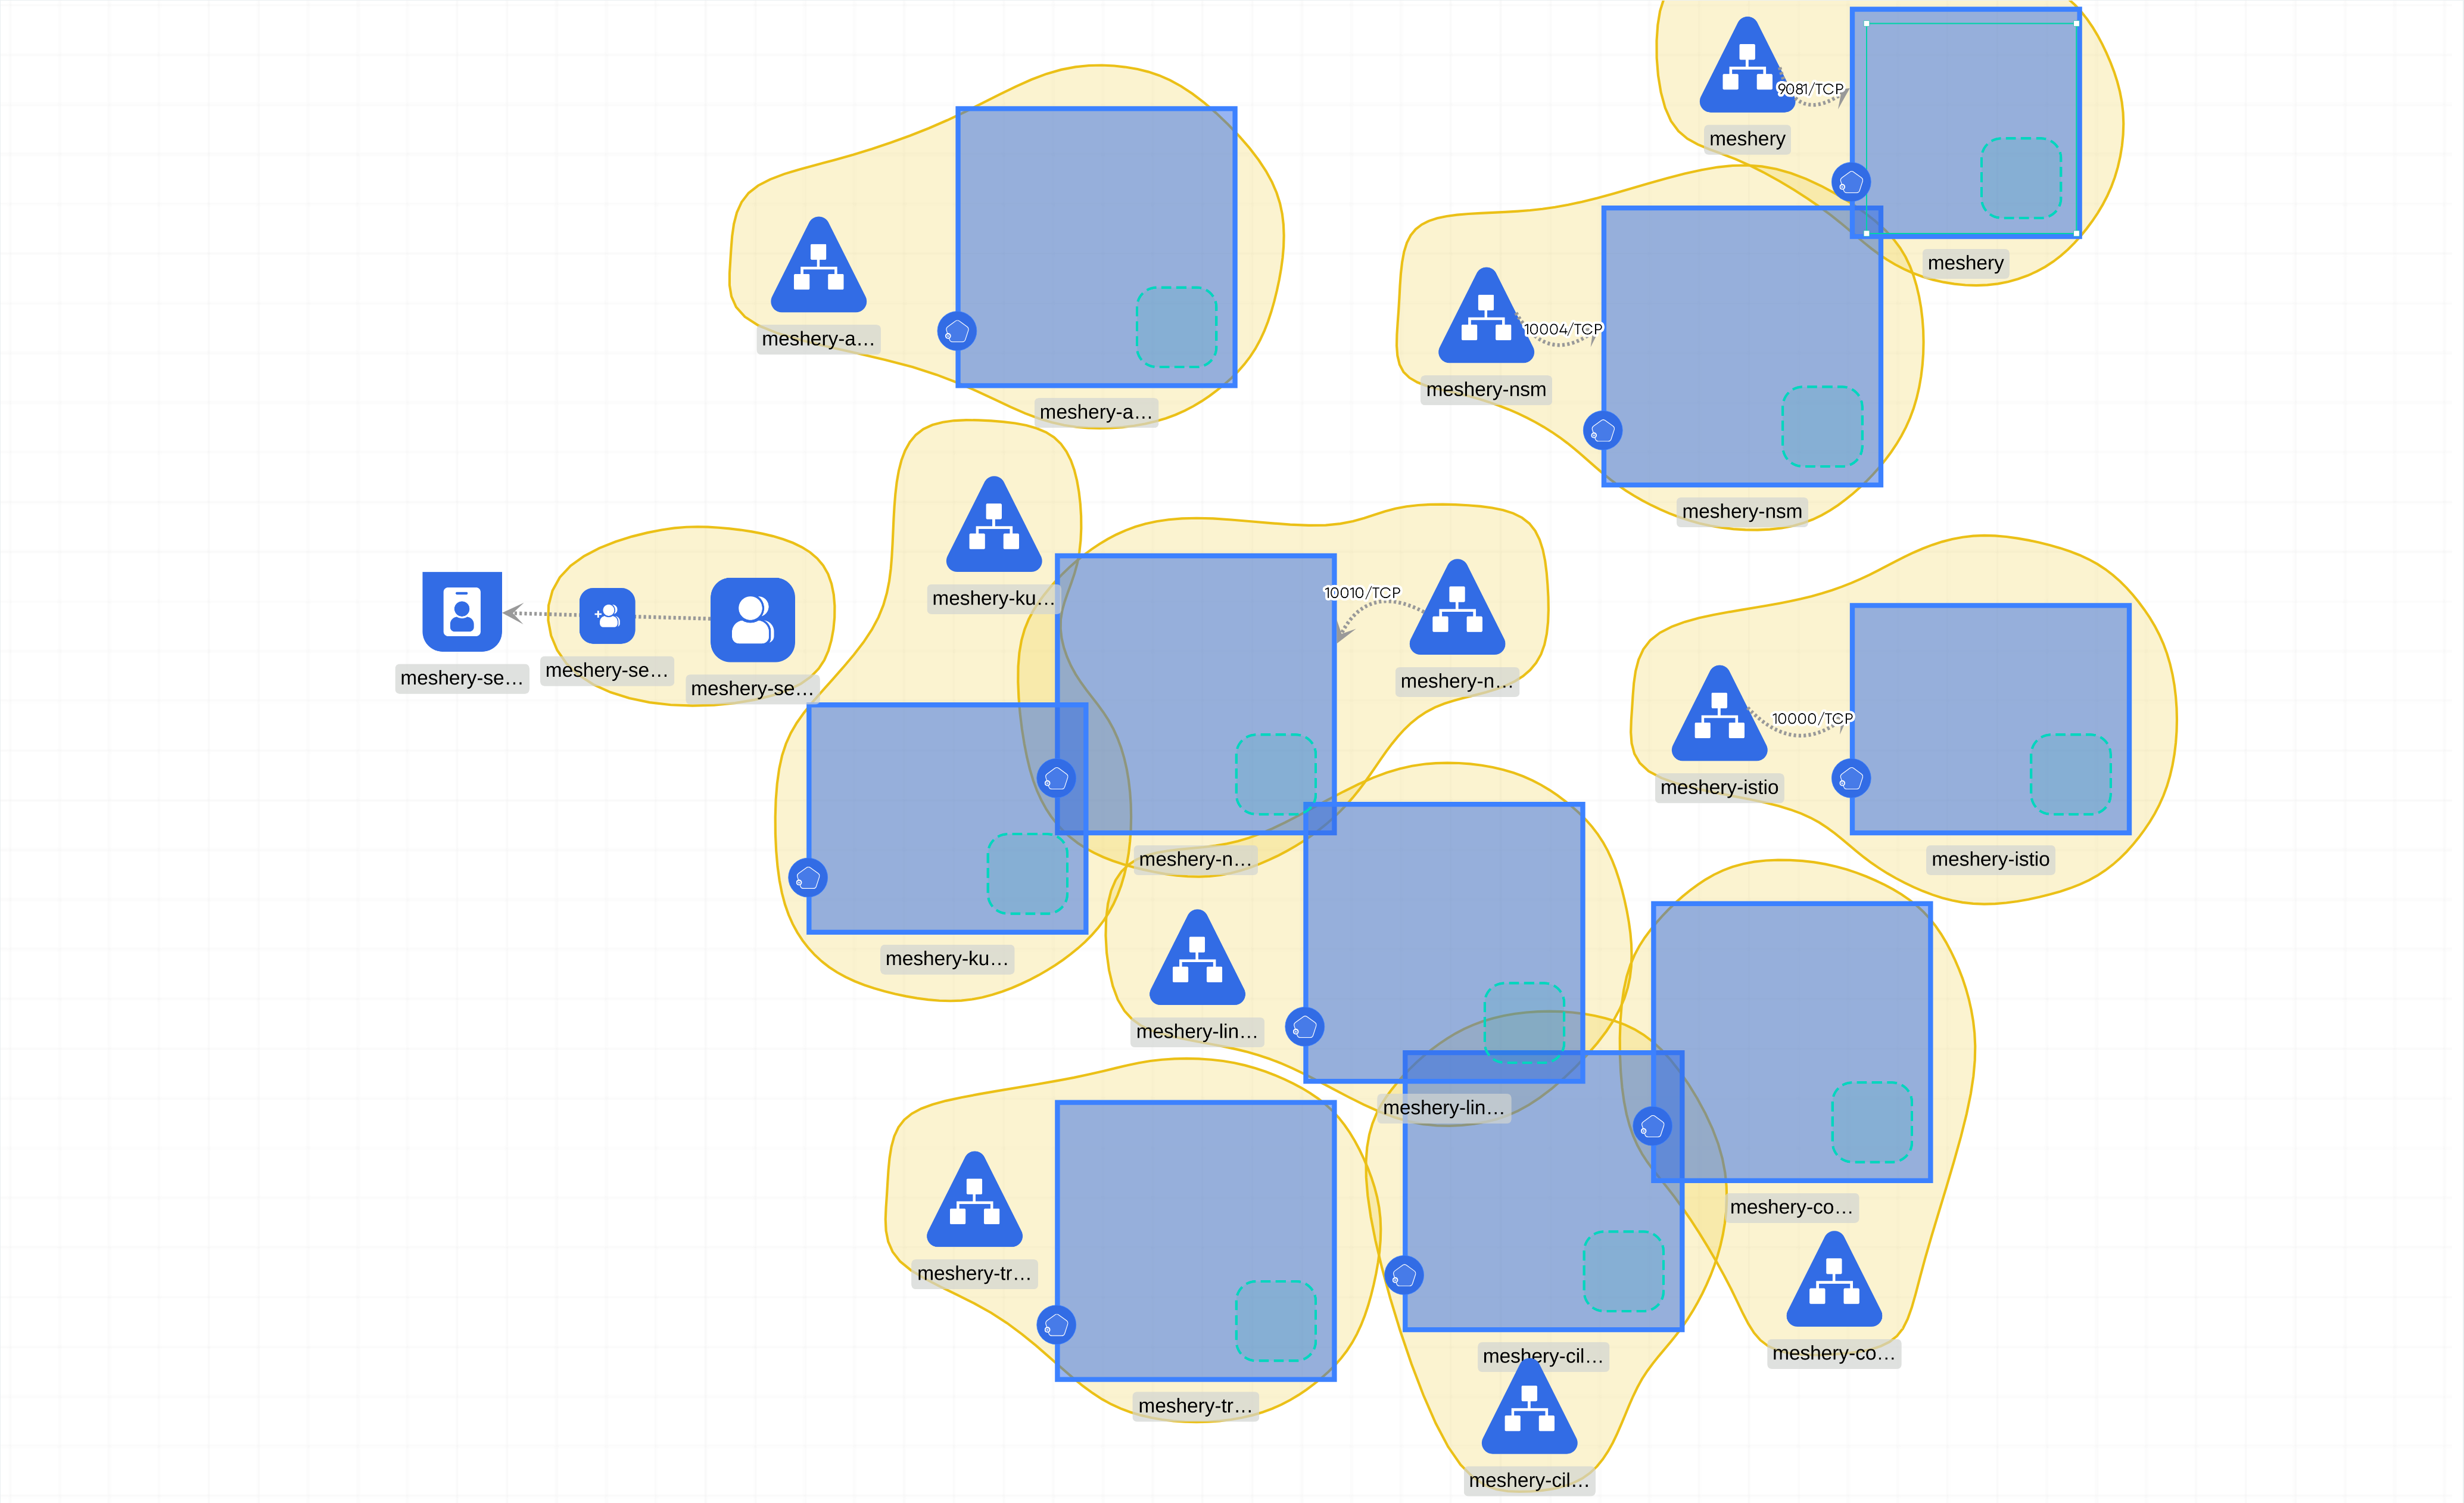 9081/TCP
meshery
meshery
meshery-a…
meshery-a…
10004/TCP
meshery-nsm
meshery-nsm
meshery-ku…
10010/TCP
meshery-n…
meshery-se…
meshery-se…
meshery-se…
10000/TCP
meshery-istio
meshery-istio
meshery-n…
meshery-ku…
meshery-lin…
meshery-lin…
meshery-co…
meshery-tr…
meshery-co…
meshery-cil…
meshery-tr…
meshery-cil…